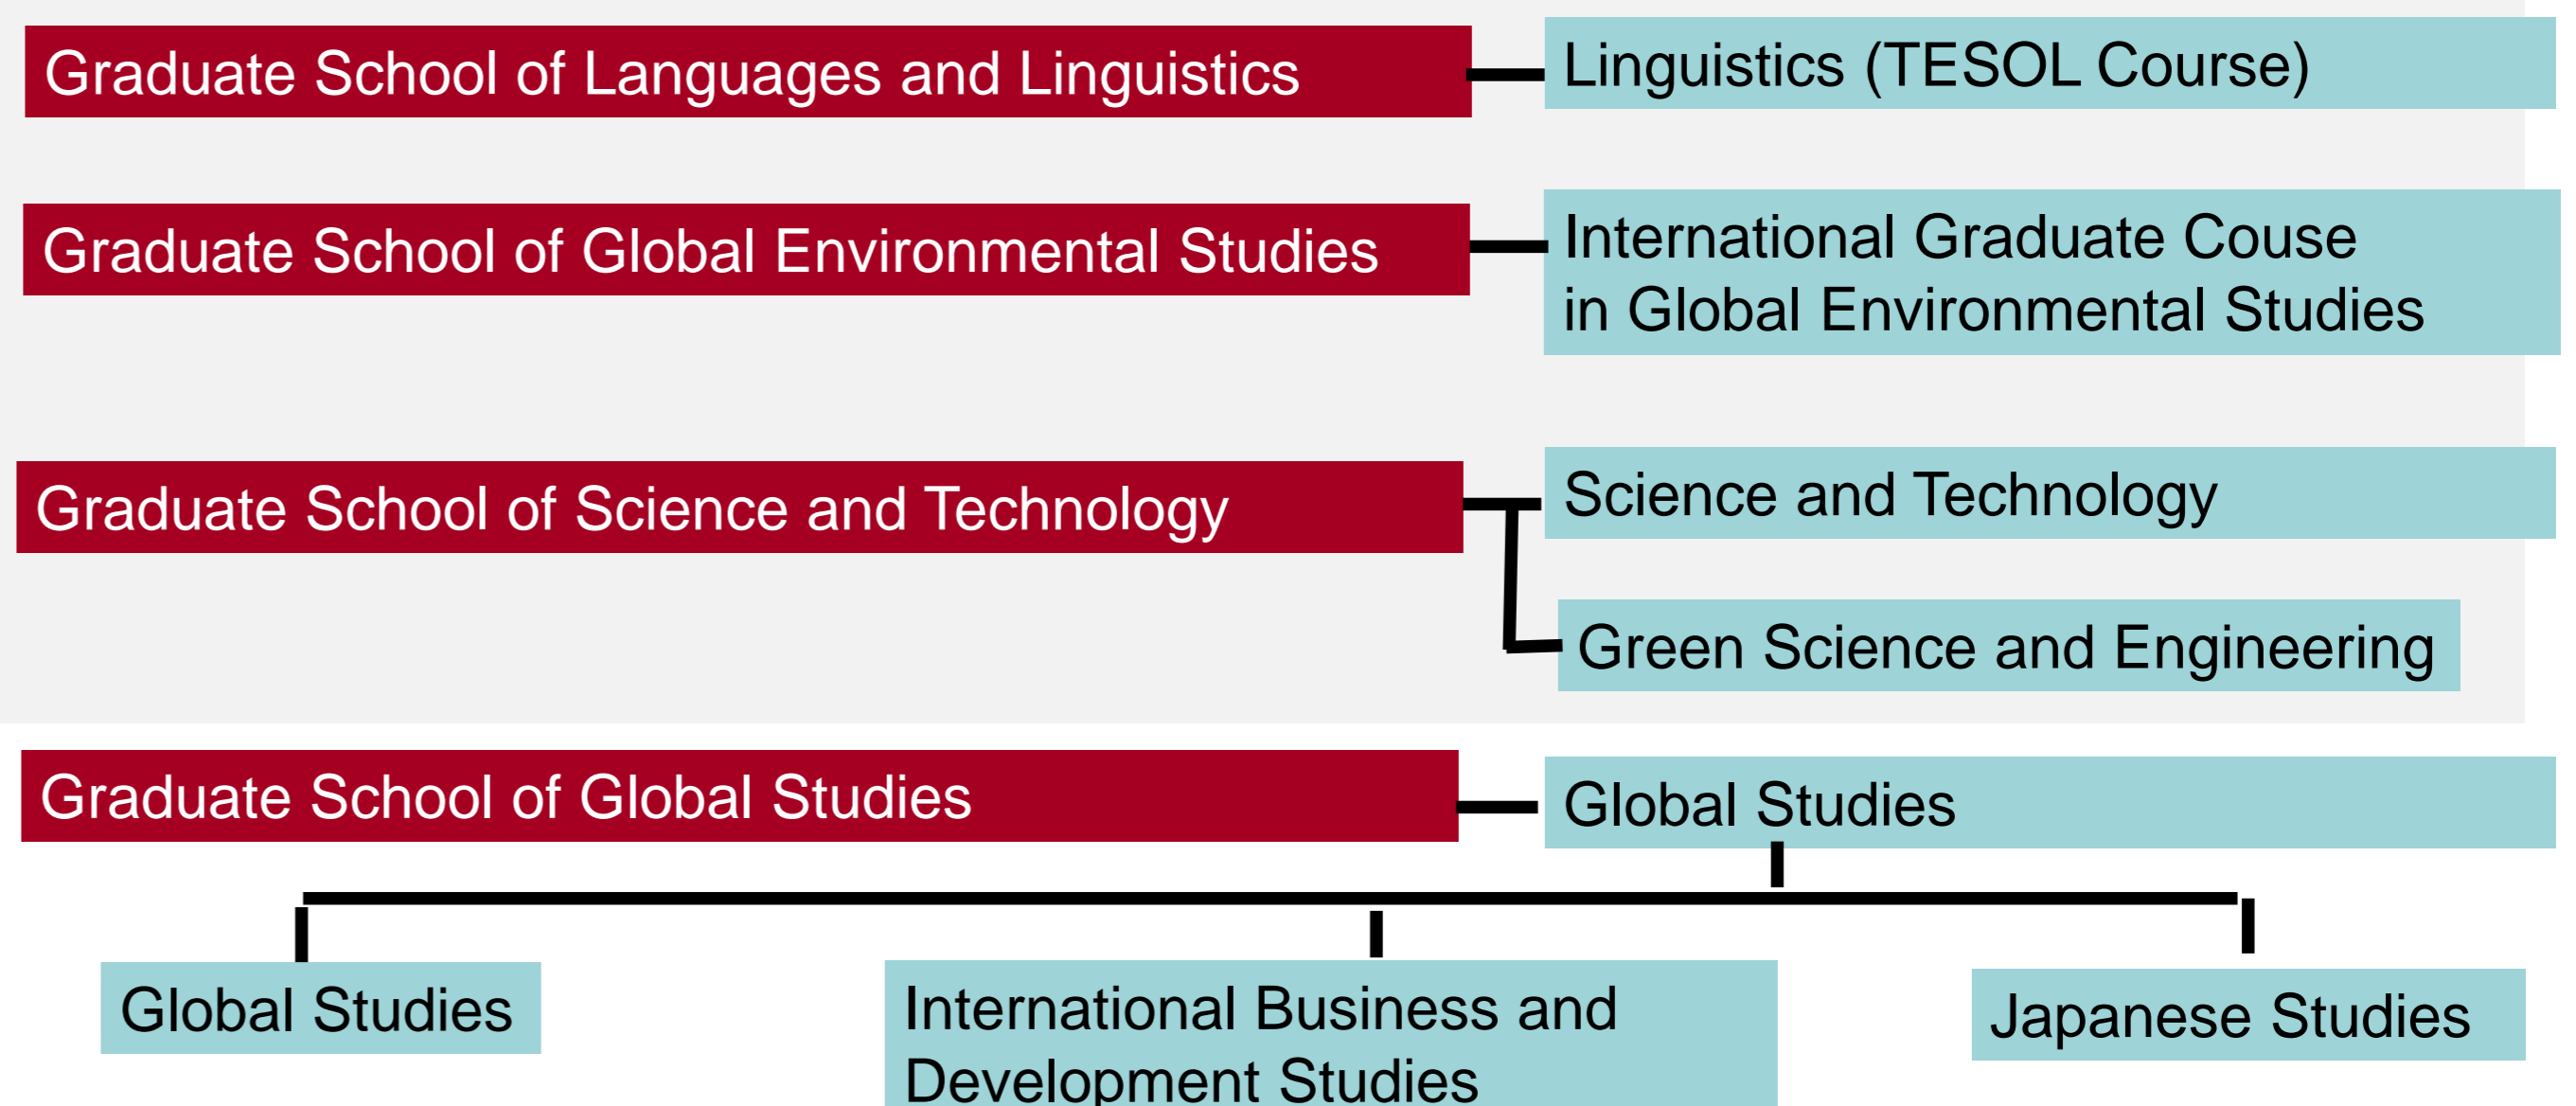 Graduate School of Languages and Linguistics
Linguistics (TESOL Course)
Graduate School of Global Environmental Studies
International Graduate Couse
in Global Environmental Studies
Graduate School of Science and Technology
Science and Technology
Green Science and Engineering
Graduate School of Global Studies
Global Studies
Global Studies
International Business and
Development Studies
Japanese Studies